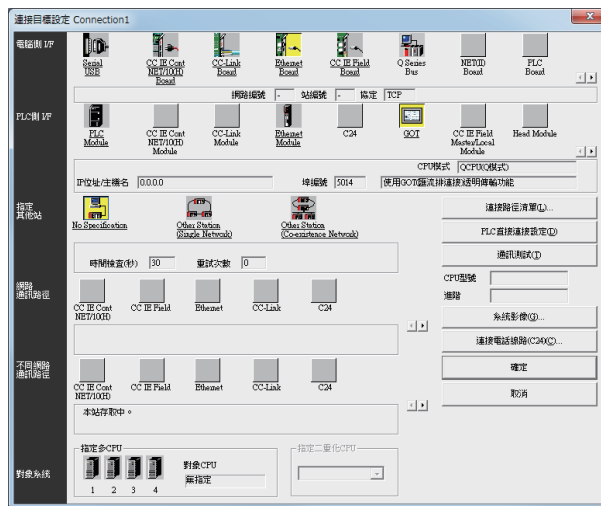 連接目標設定 Connection1
電腦側 I/F
Serial
USB
CC IE Cont
NET/10(H)
Board
CC-Link
Board
Ethernet
Board
CC IE Field
Board
Q Series
Bus
NET(II)
Board
PLC
Board
網路編號 - 站編號 - 協定 TCP
PLC側 I/F
PLC
Module
CC IE Cont
NET/10(H)
Module
CC-Link
Module
Ethernet
Module
C24
GOT
CC IE Field
Master/Local
Module
Head Module
CPU模式 QCPU(Q模式)
IP位址/主機名 0.0.0.0 埠編號 5014 使用GOT(匯流排連接)透明傳輸功能
指定
其他站
No Specification
Other Station
(Single Network)
Other Station
(Co-existence Network)
時間檢查(秒) 30 重試次數 0
連接路徑清單(L)...
PLC直接連接設定(D)
通訊測試(T)
CPU型號
進階
系統影像(G)...
連接電話線路(C24)(C)...
確定
取消
網路
通訊路徑
CC IE Cont
NET/10(H)
CC IE Field
Ethernet
CC-Link
C24
不同網路
通訊路徑
CC IE Cont
NET/10(H)
CC IE Field
Ethernet
CC-Link
C24
本站存取中。
對象系統
指定多CPU
1 2 3 4
對象CPU
無指定
指定二重化CPU